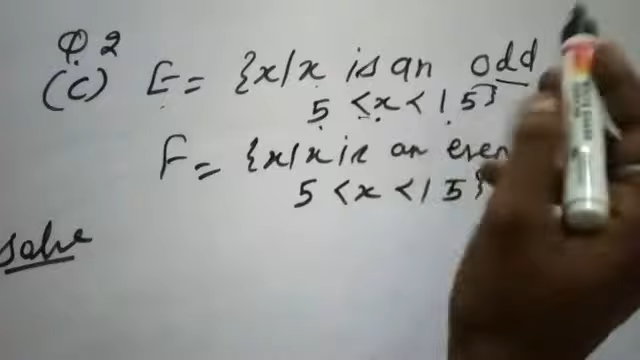 Q.2
(C) E = {x/x is an odd
5 < x < 15}
F = {x/x is an even
5 < x < 15}
solve